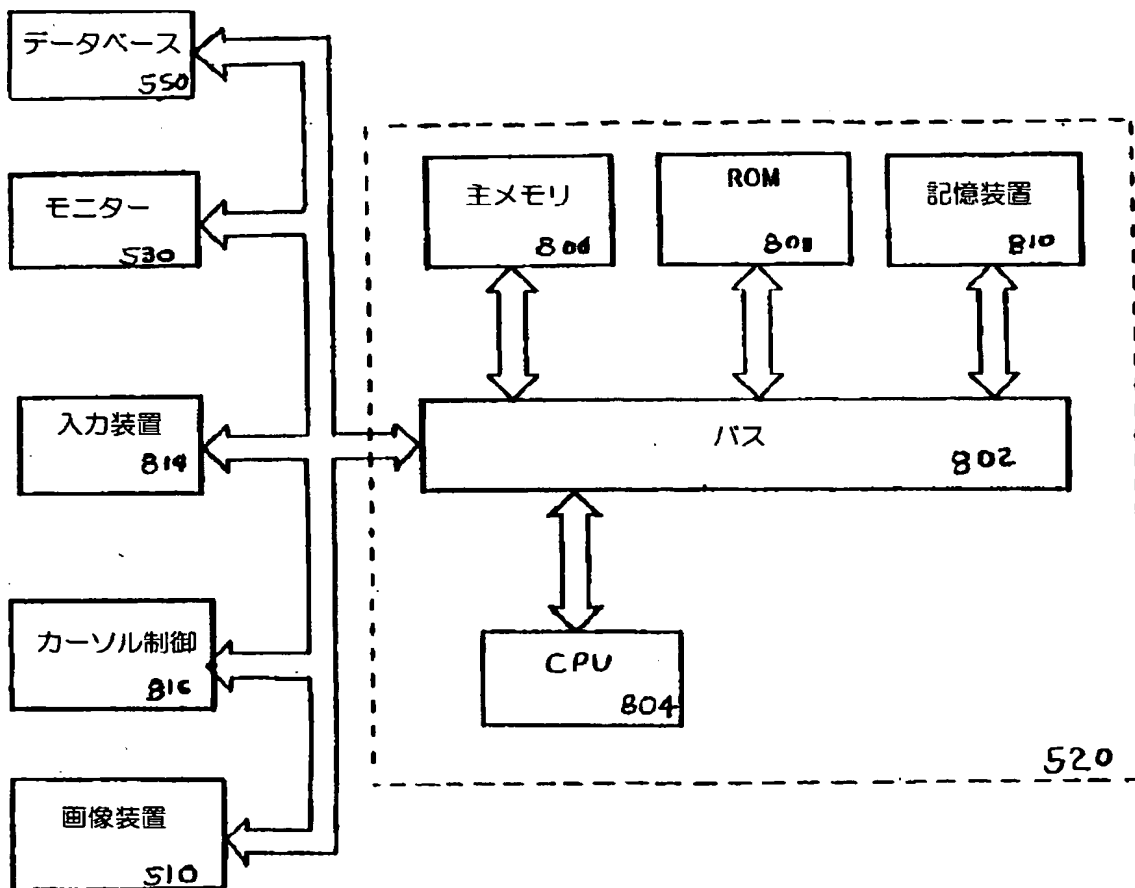 データベース
550
モニター
530
入力装置
814
カーソル制御
816
画像装置
510
主メモリ
806
ROM
808
記憶装置
810
バス
802
CPU
804
520